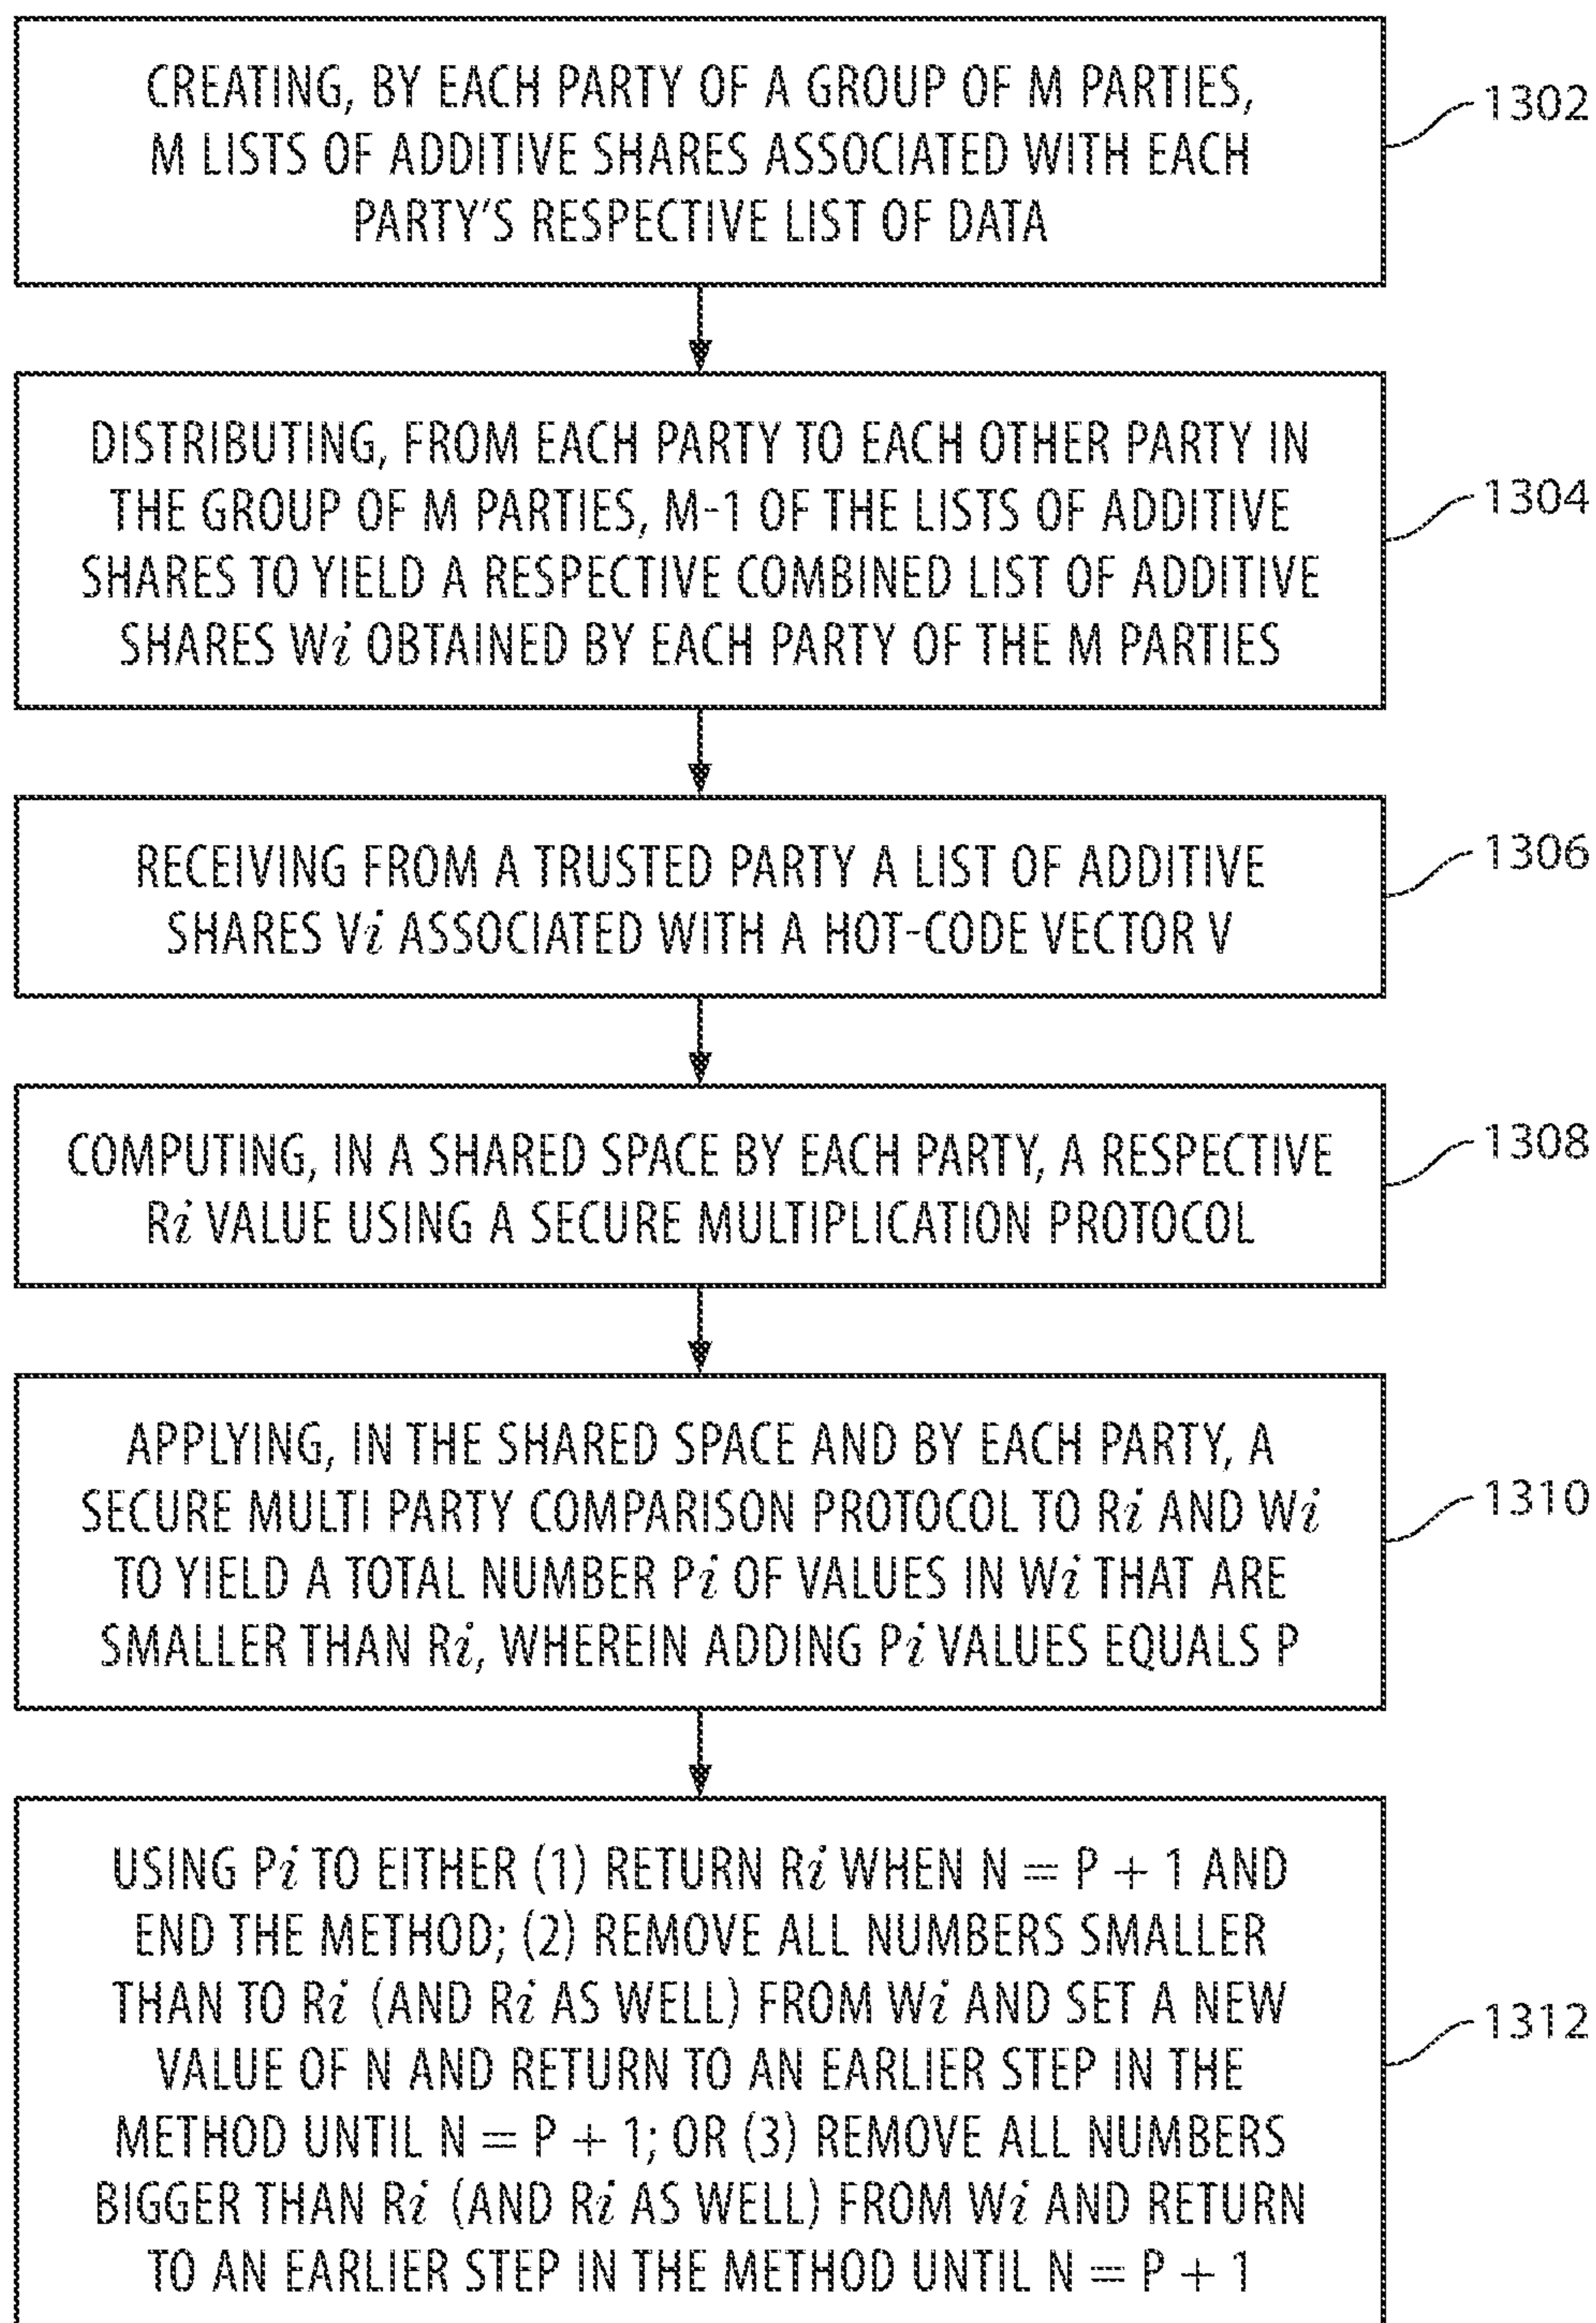 CREATING, BY EACH PARTY OF A GROUP OF M PARTIES,
M LISTS OF ADDITIVE SHARES ASSOCIATED WITH EACH
PARTY'S RESPECTIVE LIST OF DATA
1302
DISTRIBUTING, FROM EACH PARTY TO EACH OTHER PARTY IN
THE GROUP OF M PARTIES, M-1 OF THE LISTS OF ADDITIVE
SHARES TO YIELD A RESPECTIVE COMBINED LIST OF ADDITIVE
SHARES Wi OBTAINED BY EACH PARTY OF THE M PARTIES
1304
RECEIVING FROM A TRUSTED PARTY A LIST OF ADDITIVE
SHARES Vi ASSOCIATED WITH A HOT-CODE VECTOR V
1306
COMPUTING, IN A SHARED SPACE BY EACH PARTY, A RESPECTIVE
Ri VALUE USING A SECURE MULTIPLICATION PROTOCOL
1308
APPLYING, IN THE SHARED SPACE AND BY EACH PARTY, A
SECURE MULTI PARTY COMPARISON PROTOCOL TO Ri AND Wi
TO YIELD A TOTAL NUMBER Pi OF VALUES IN Wi THAT ARE
SMALLER THAN Ri, WHEREIN ADDING Pi VALUES EQUALS P
1310
USING Pi TO EITHER (1) RETURN Ri WHEN N = P + 1 AND
END THE METHOD; (2) REMOVE ALL NUMBERS SMALLER
THAN TO Ri (AND Ri AS WELL) FROM Wi AND SET A NEW
VALUE OF N AND RETURN TO AN EARLIER STEP IN THE
METHOD UNTIL N = P + 1; OR (3) REMOVE ALL NUMBERS
BIGGER THAN Ri (AND Ri AS WELL) FROM Wi AND RETURN
TO AN EARLIER STEP IN THE METHOD UNTIL N = P + 1
1312